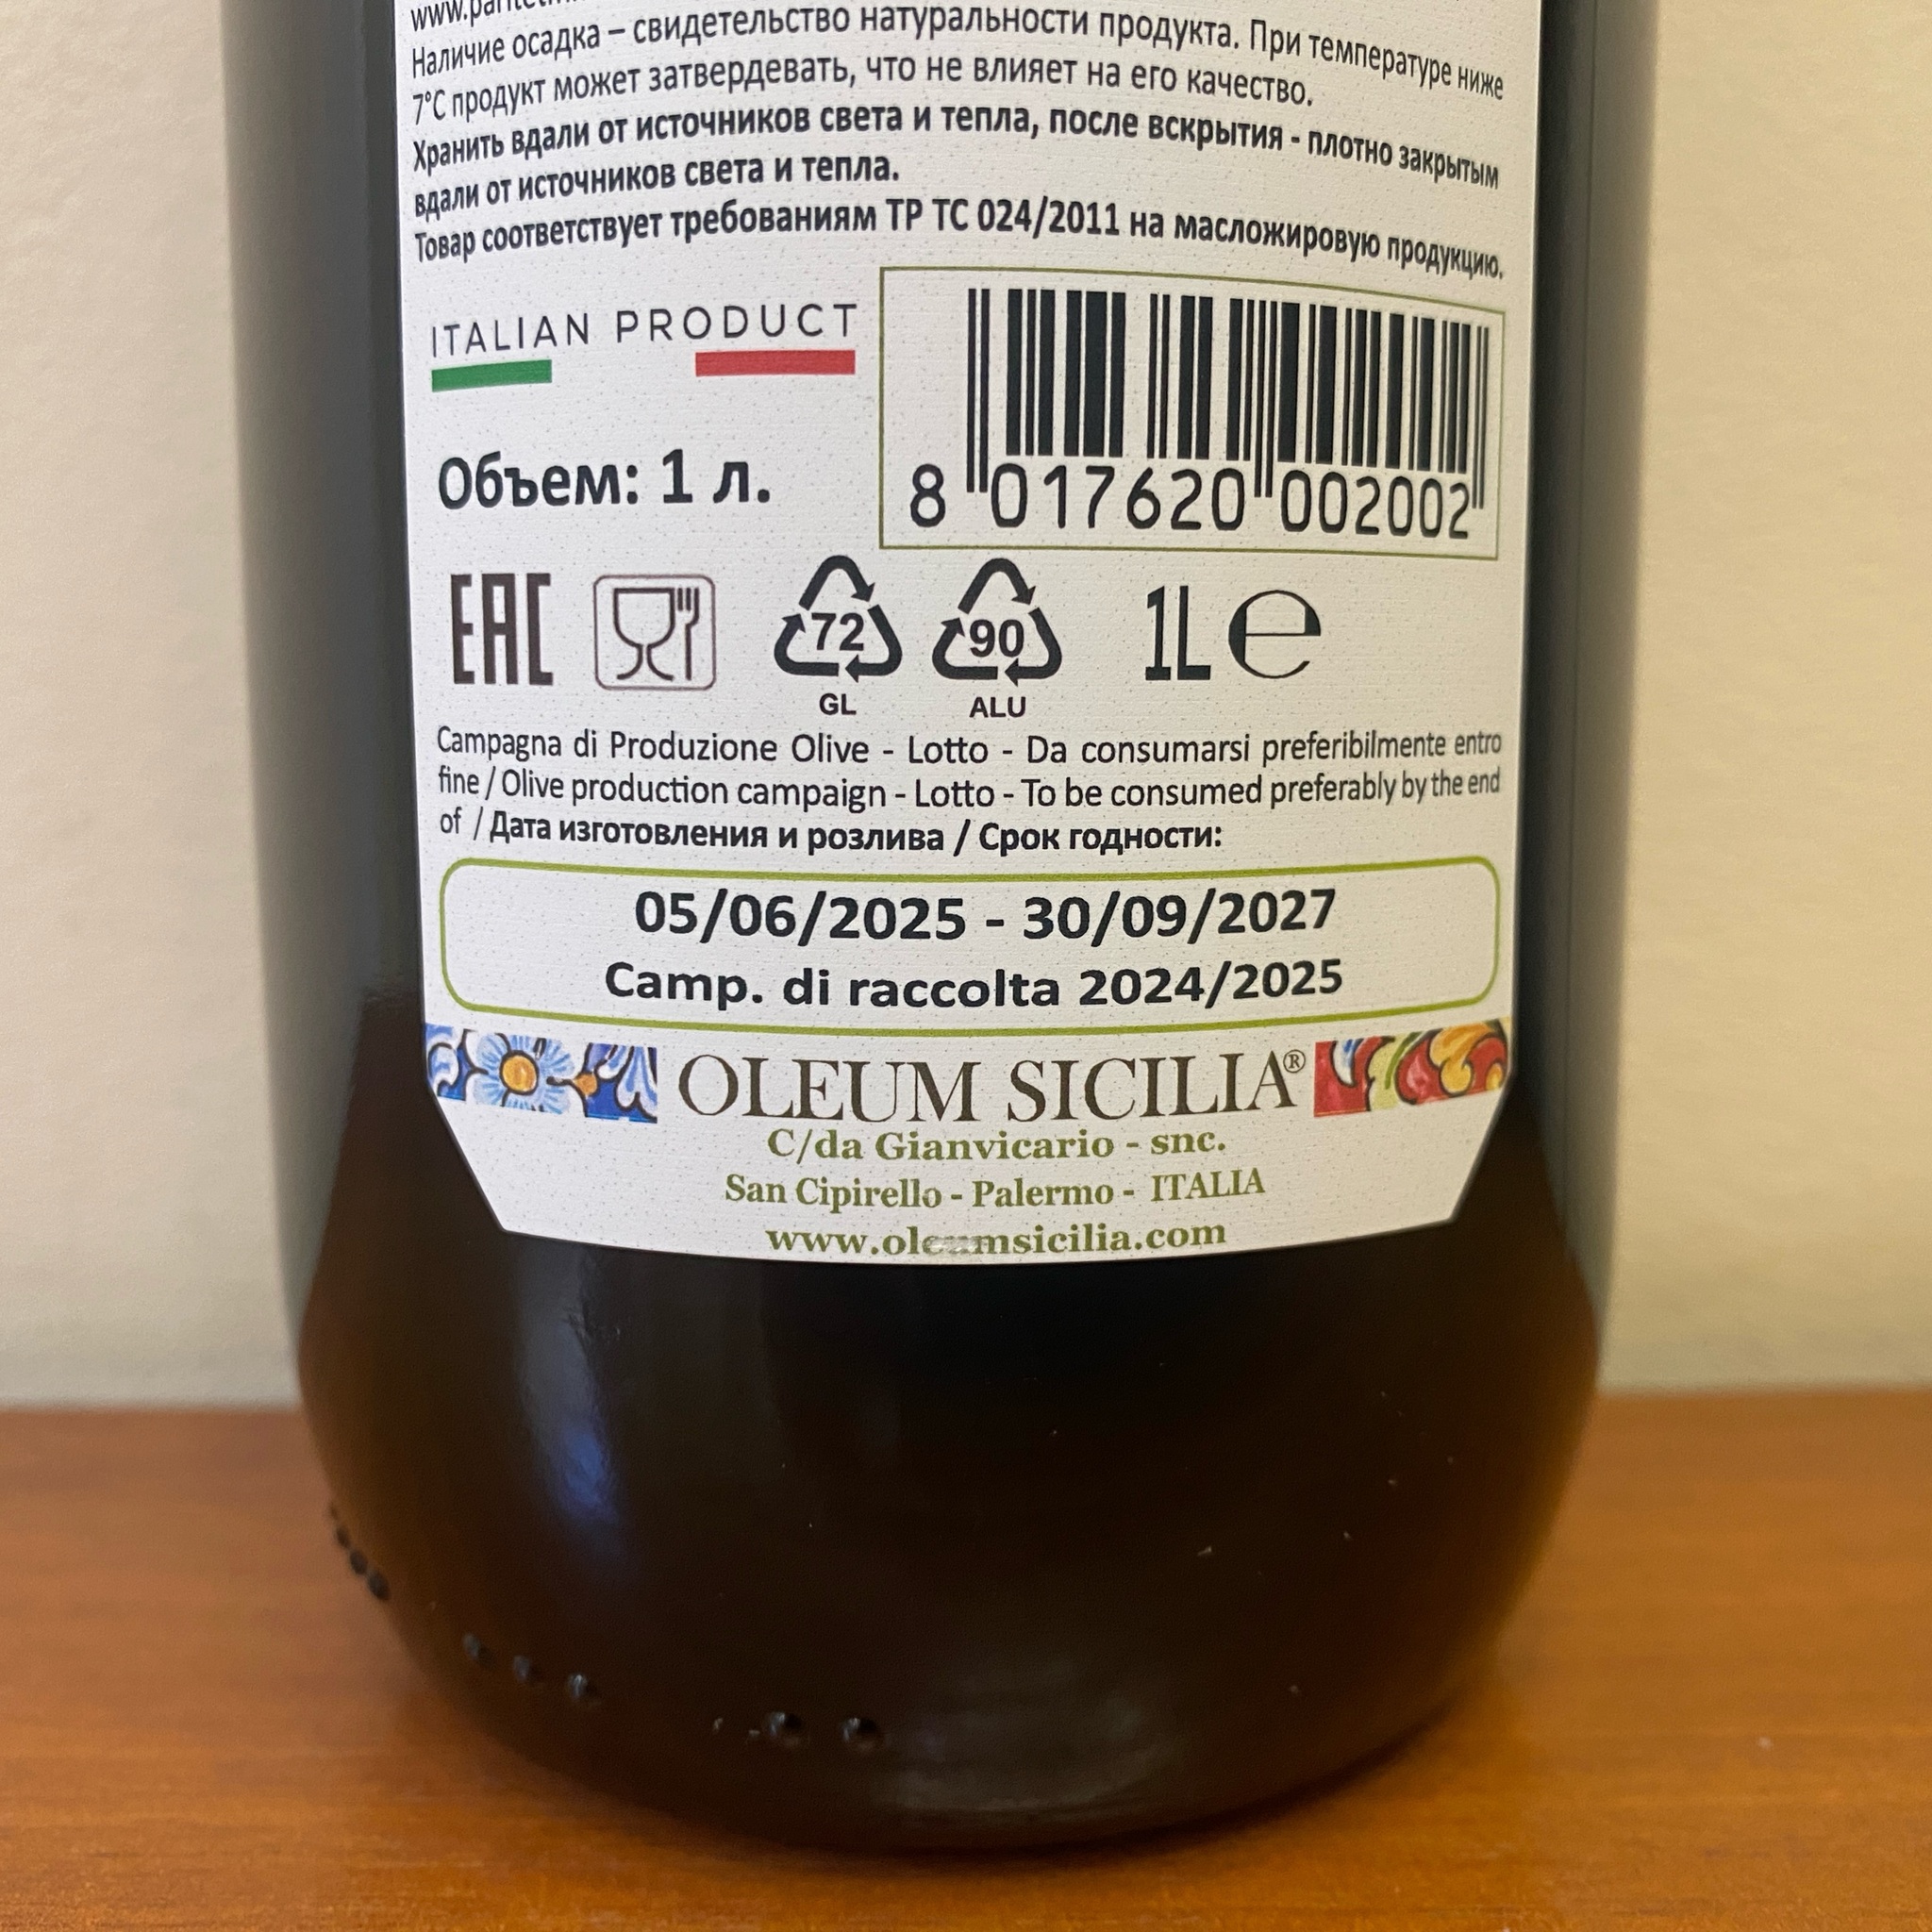 Наличие осадка – свидетельство натуральности продукта. При температуре ниже
7°С продукт может затвердевать, что не влияет на его качество.
Хранить вдали от источников света и тепла, после вскрытия - плотно закрытым
вдали от источников света и тепла.
Товар соответствует требованиям ТР ТС 024/2011 на масложировую продукцию.
ITALIAN PRODUCT
Объем: 1 л.
8 017620 002002
EAC
72
GL
90
ALU
1L e
Campagna di Produzione Olive - Lotto - Da consumarsi preferibilmente entro
fine / Olive production campaign - Lotto - To be consumed preferably by the end
of / Дата изготовления и розлива / Срок годности:
05/06/2025 - 30/09/2027
Camp. di raccolta 2024/2025
OLEUM SICILIA®
C/da Gianvicario - snc.
San Cipirello - Palermo - ITALIA
www.oleumsicilia.com